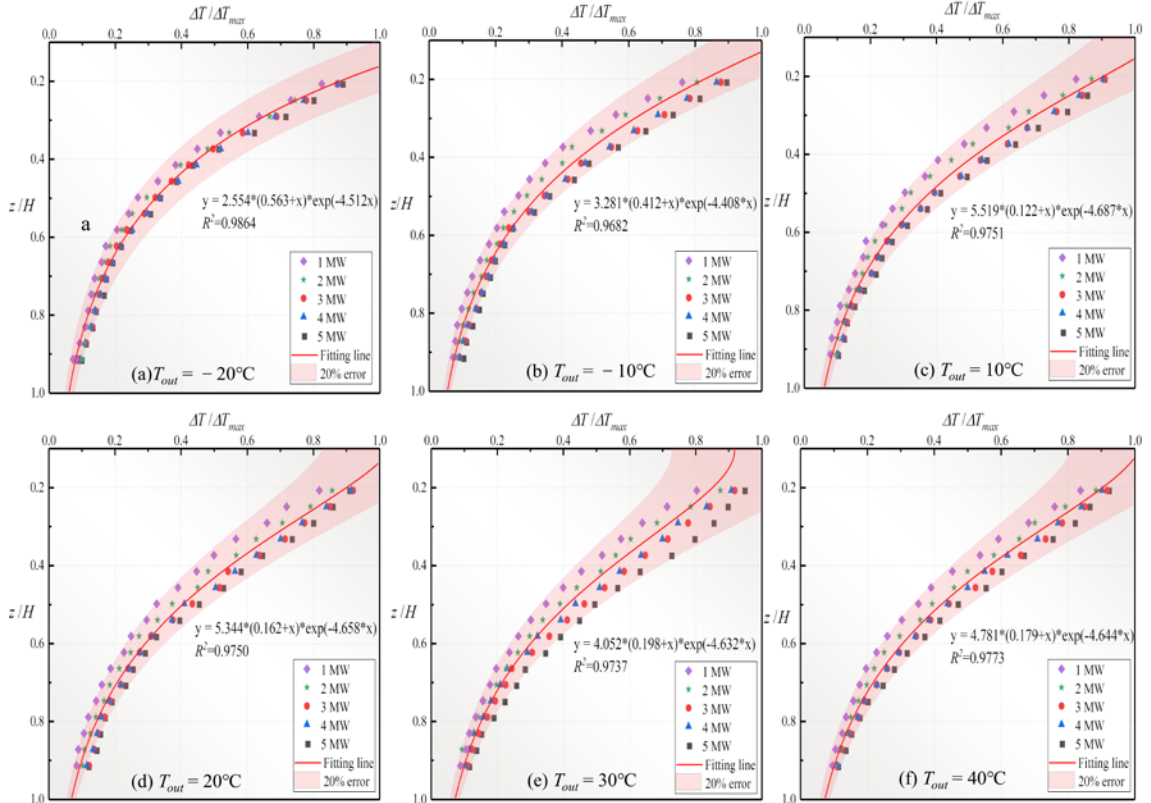 ΔT/ΔT_max
0.0 0.2 0.4 0.6 0.8 1.0
0.2
0.4
z/H
a
0.6
0.8
1.0
y = 2.554*(0.563+x)*exp(-4.512x)
R²=0.9864
1 MW
2 MW
3 MW
4 MW
5 MW
Fitting line
20% error
(a)T_out = −20℃
ΔT/ΔT_max
0.0 0.2 0.4 0.6 0.8 1.0
0.2
0.4
z/H
0.6
0.8
1.0
y = 3.281*(0.412+x)*exp(-4.408*x)
R²=0.9682
1 MW
2 MW
3 MW
4 MW
5 MW
Fitting line
20% error
(b) T_out = −10℃
ΔT/ΔT_max
0.0 0.2 0.4 0.6 0.8 1.0
0.2
0.4
z/H
0.6
0.8
1.0
y = 5.519*(0.122+x)*exp(-4.687*x)
R²=0.9751
1 MW
2 MW
3 MW
4 MW
5 MW
Fitting line
20% error
(c) T_out = 10℃
ΔT/ΔT_max
0.0 0.2 0.4 0.6 0.8 1.0
0.2
0.4
z/H
0.6
0.8
1.0
y = 5.344*(0.162+x)*exp(-4.658*x)
R²=0.9750
1 MW
2 MW
3 MW
4 MW
5 MW
Fitting line
20% error
(d) T_out = 20℃
ΔT/ΔT_max
0.0 0.2 0.4 0.6 0.8 1.0
0.2
0.4
z/H
0.6
0.8
1.0
y = 4.052*(0.198+x)*exp(-4.632*x)
R²=0.9737
1 MW
2 MW
3 MW
4 MW
5 MW
Fitting line
20% error
(e) T_out = 30℃
ΔT/ΔT_max
0.0 0.2 0.4 0.6 0.8 1.0
0.2
0.4
z/H
0.6
0.8
1.0
y = 4.781*(0.179+x)*exp(-4.644*x)
R²=0.9773
1 MW
2 MW
3 MW
4 MW
5 MW
Fitting line
20% error
(f) T_out = 40℃